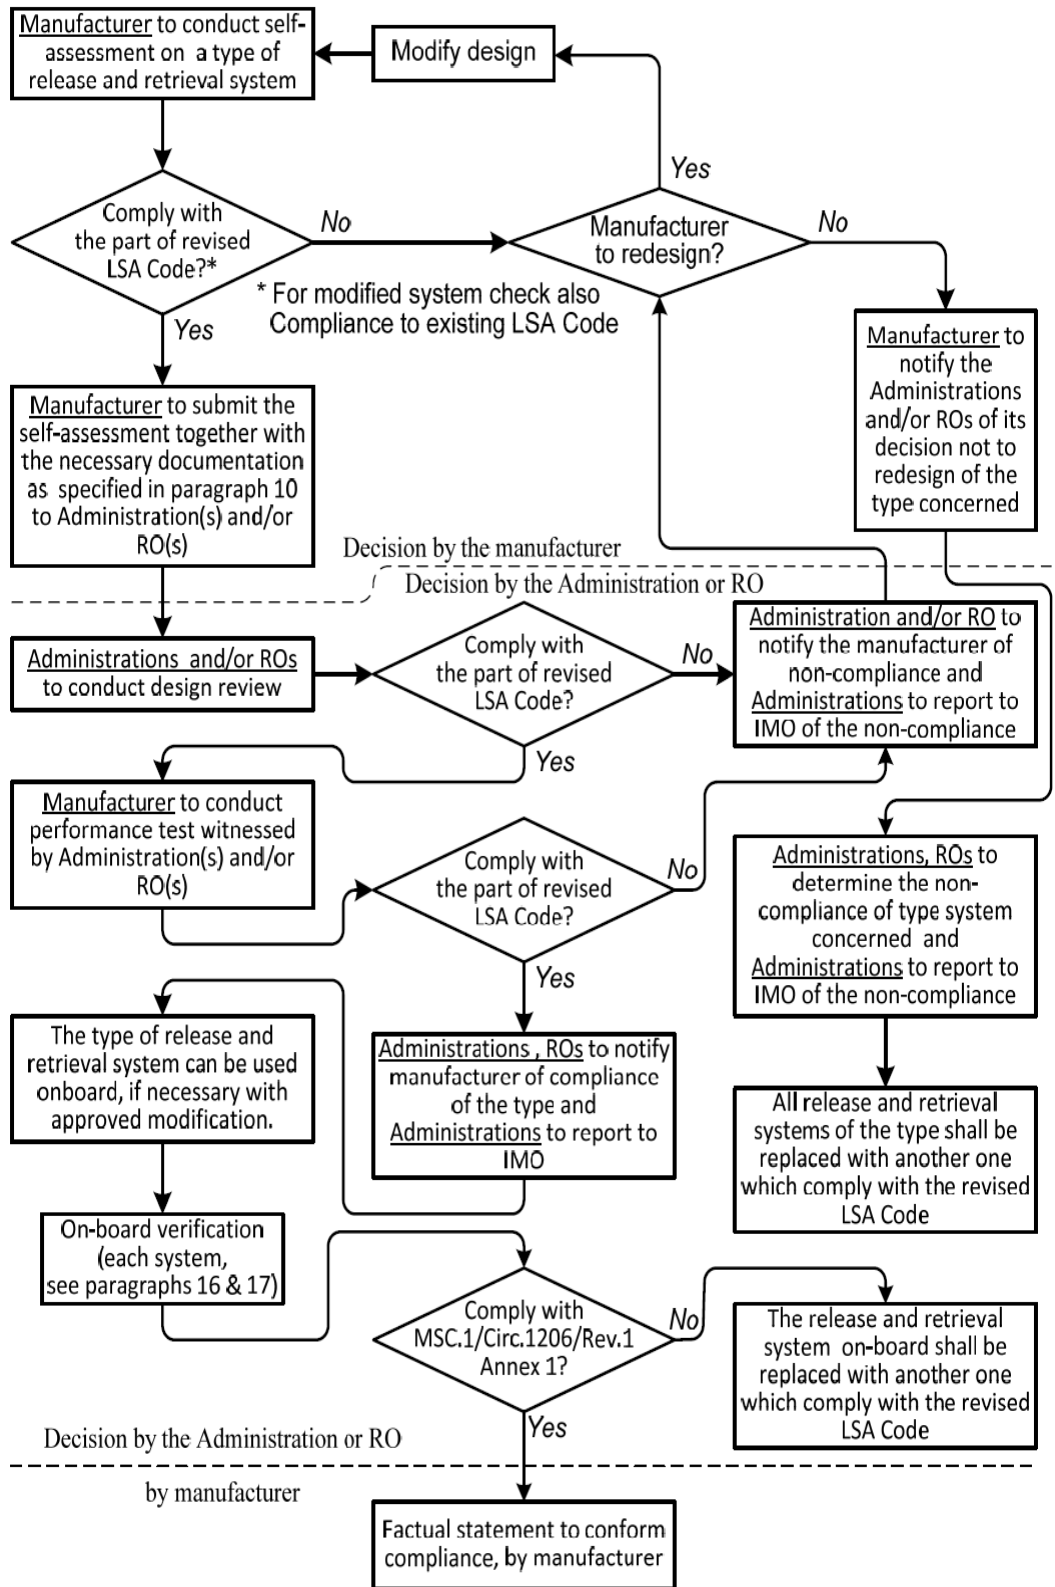 Manufacturer to conduct self-
assessment on a type of
release and retrieval system
Modify design
Yes
Comply with
the part of revised
LSA Code?*
No
Manufacturer
to redesign?
No
* For modified system check also
Compliance to existing LSA Code
Yes
Manufacturer to
notify the
Administrations
and/or ROs of its
decision not to
redesign of the
type concerned
Manufacturer to submit the
self-assessment together with
the necessary documentation
as specified in paragraph 10
to Administration(s) and/or
RO(s)
Decision by the manufacturer
Decision by the Administration or RO
Administrations and/or ROs
to conduct design review
Comply with
the part of revised
LSA Code?
No
Administration and/or RO to
notify the manufacturer of
non-compliance and
Administrations to report to
IMO of the non-compliance
Yes
Manufacturer to conduct
performance test witnessed
by Administration(s) and/or
RO(s)
Comply with
the part of revised
LSA Code?
No
Administrations, ROs to
determine the non-
compliance of type system
concerned and
Administrations to report to
IMO of the non-compliance
Yes
The type of release and
retrieval system can be used
onboard, if necessary with
approved modification.
Administrations , ROs to notify
manufacturer of compliance
of the type and
Administrations to report to
IMO
All release and retrieval
systems of the type shall be
replaced with another one
which comply with the revised
LSA Code
On-board verification
(each system,
see paragraphs 16 & 17)
Comply with
MSC.1/Circ.1206/Rev.1
Annex 1?
No
The release and retrieval
system on-board shall be
replaced with another one
which comply with the revised
LSA Code
Yes
Decision by the Administration or RO
by manufacturer
Factual statement to conform
compliance, by manufacturer